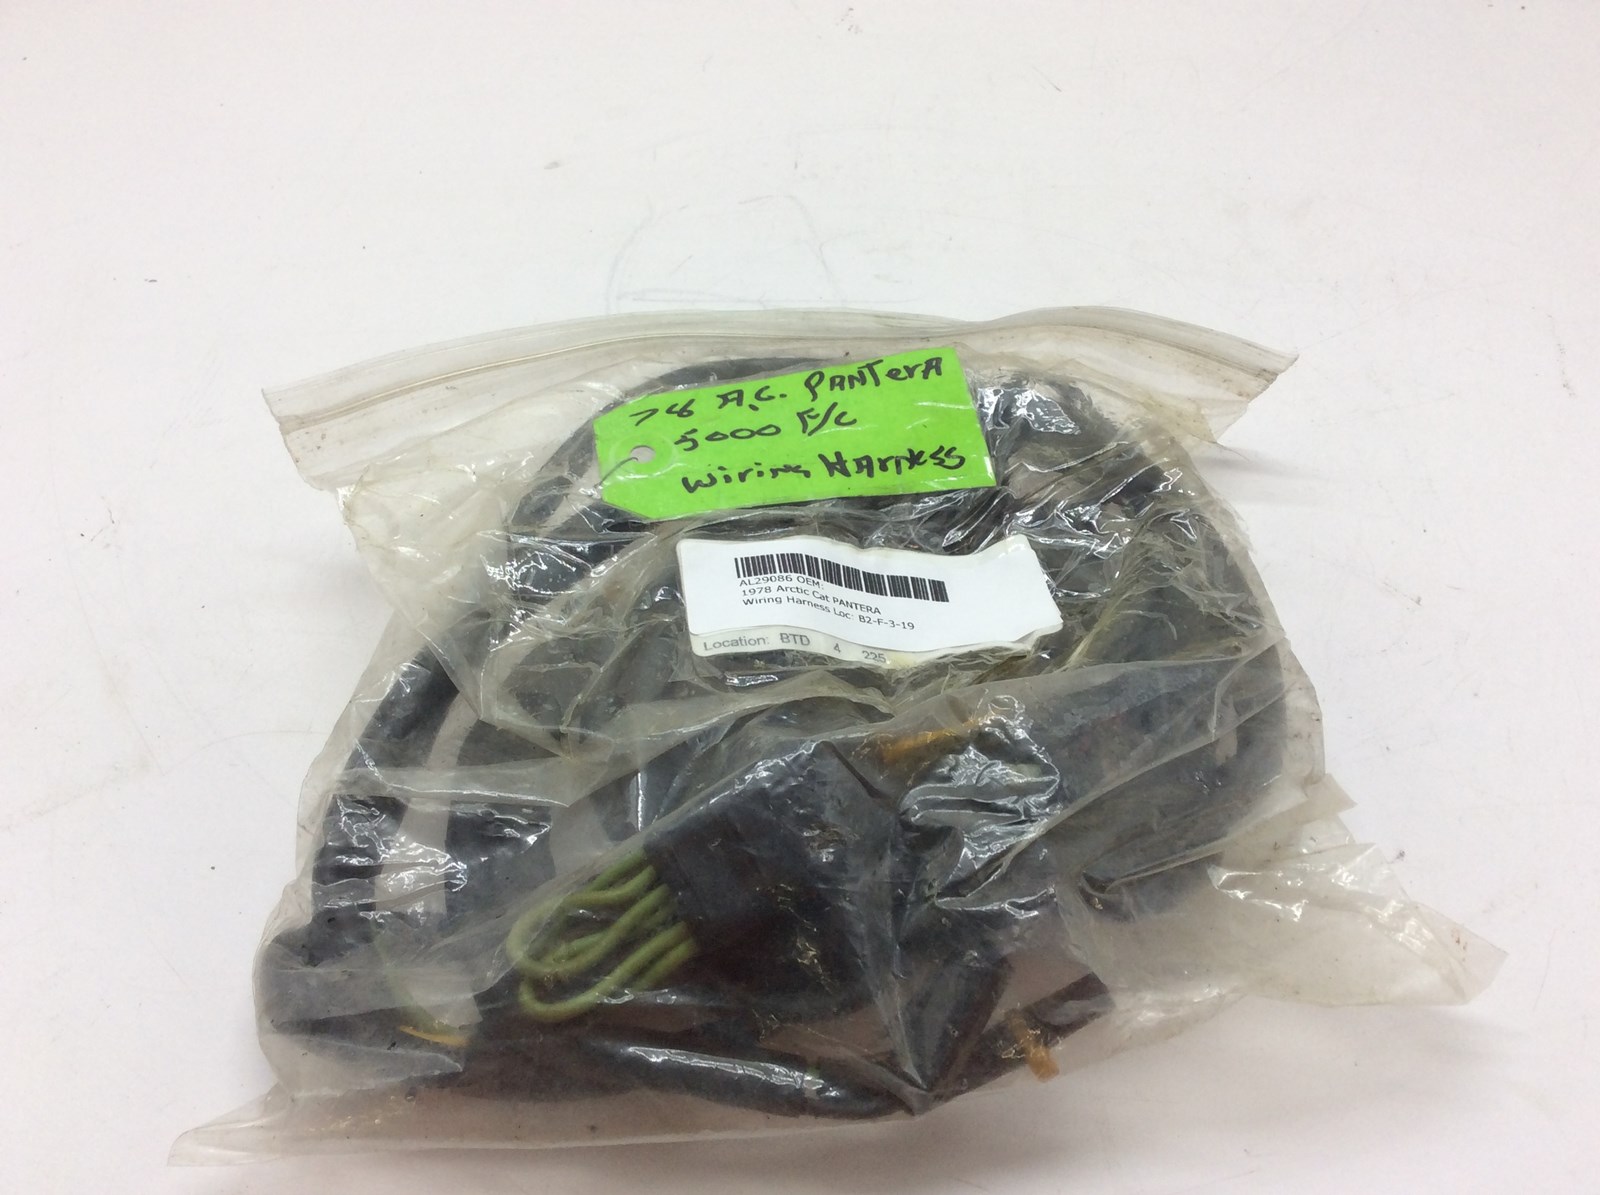 78 A.C. PANTerA
5000 F/C
wiring HArness
AL29086 OEM:
1978 Arctic Cat PANTERA
Wiring Harness Loc: B2-F-3-19
Location: BTD 4 225